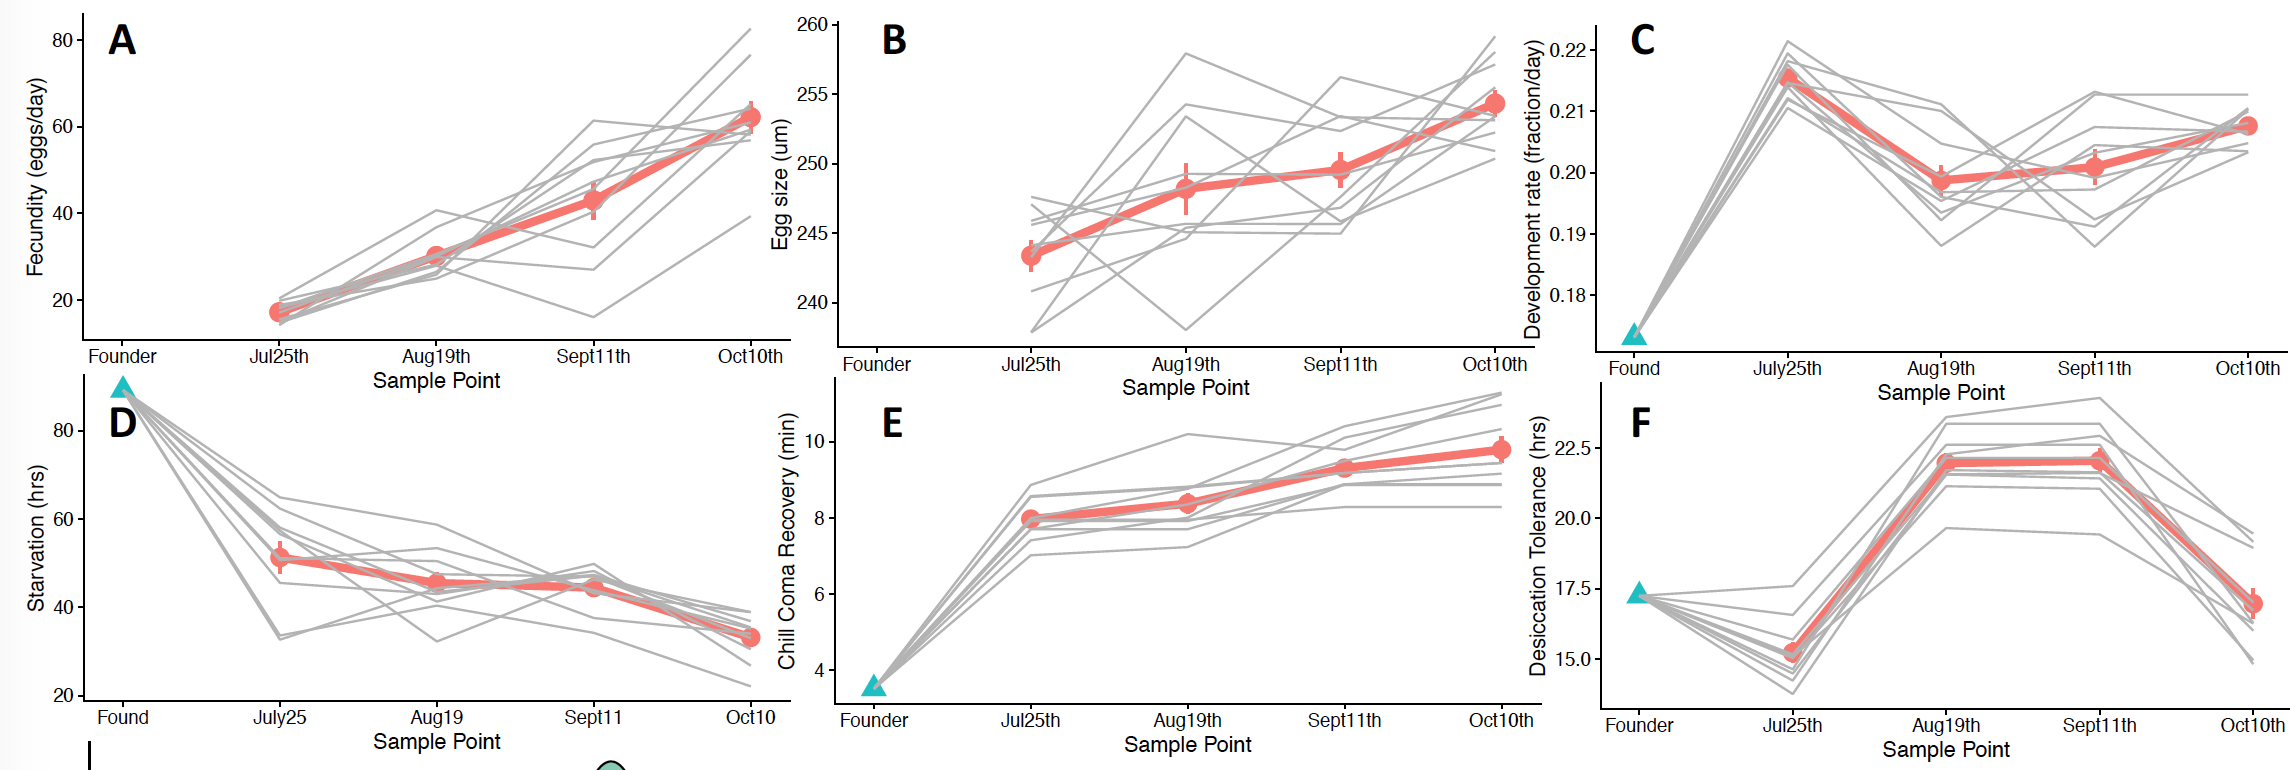 A
Fecundity (eggs/day)
80
60
40
20
Founder Jul25th Aug19th Sept11th Oct10th
Sample Point
B
Egg size (um)
260
255
250
245
240
Founder Jul25th Aug19th Sept11th Oct10th
Sample Point
C
Development rate (fraction/day)
0.22
0.21
0.20
0.19
0.18
Found July25th Aug19th Sept11th Oct10th
Sample Point
D
Starvation (hrs)
80
60
40
20
Found July25 Aug19 Sept11 Oct10
Sample Point
E
Chill Coma Recovery (min)
10
8
6
4
Founder Jul25th Aug19th Sept11th Oct10th
Sample Point
F
Desiccation Tolerance (hrs)
22.5
20.0
17.5
15.0
Founder Jul25th Aug19th Sept11th Oct10th
Sample Point